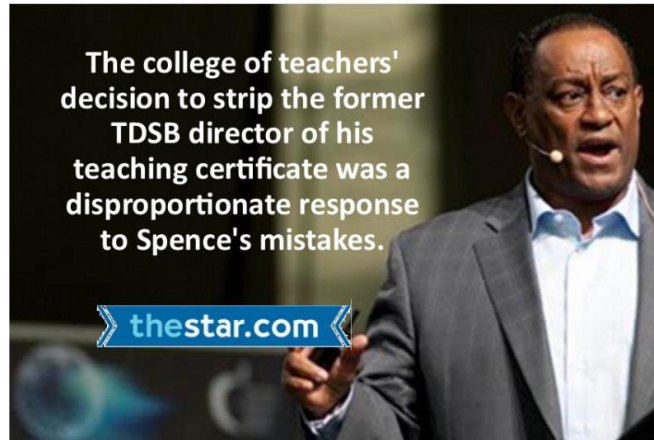 The college of teachers'
decision to strip the former
TDSB director of his
teaching certificate was a
disproportionate response
to Spence's mistakes.
thestar.com